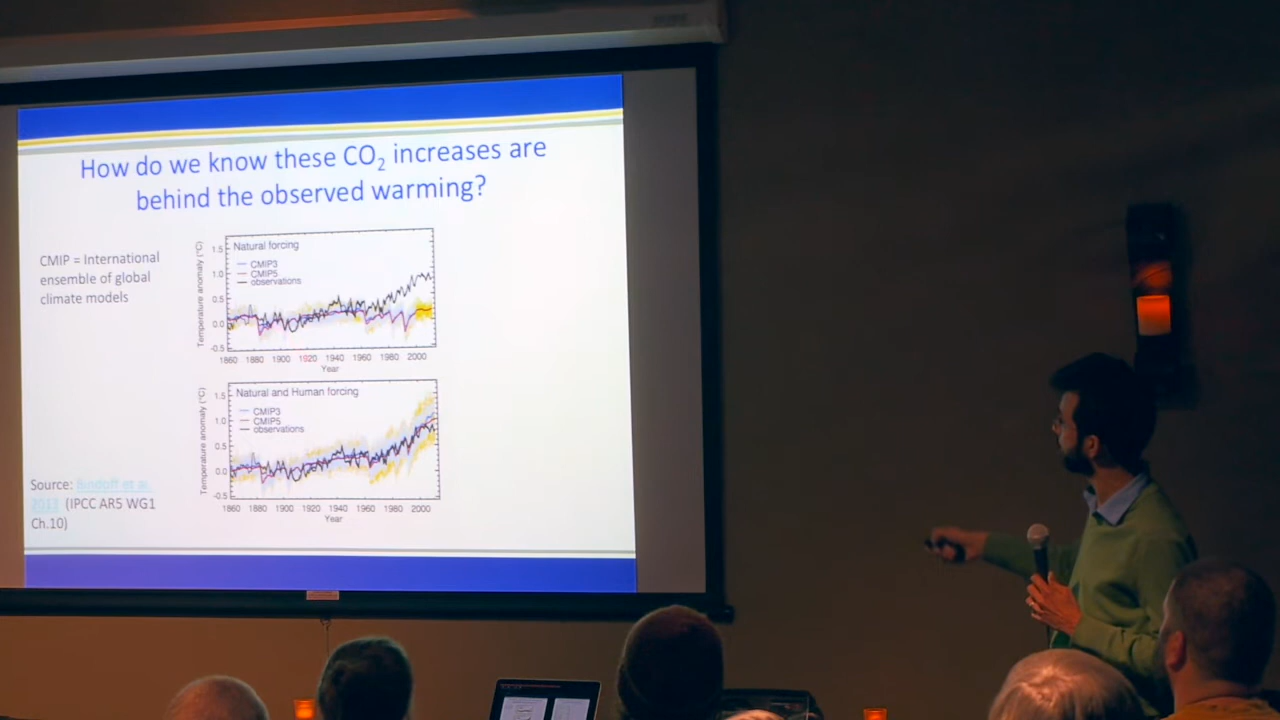 How do we know these CO₂ increases are
behind the observed warming?
CMIP = International
ensemble of global
climate models
Natural forcing
CMIP3
CMIP5
observations
Temperature anomaly (°C)
1.5
1.0
0.5
0.0
-0.5
1860 1880 1900 1920 1940 1960 1980 2000
Year
Natural and Human forcing
CMIP3
CMIP5
observations
Temperature anomaly (°C)
1.5
1.0
0.5
0.0
-0.5
1860 1880 1900 1920 1940 1960 1980 2000
Year
Source: Bindoff et al.
2013 (IPCC AR5 WG1
Ch.10)